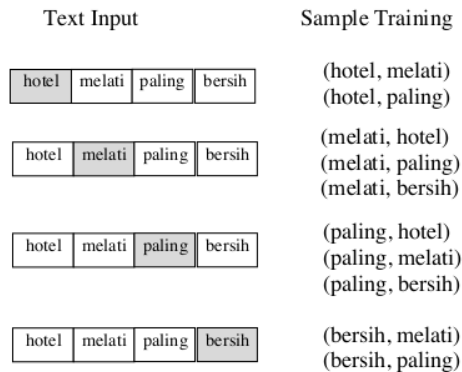 Text Input Sample Training
hotel melati paling bersih
(hotel, melati)
(hotel, paling)
hotel melati paling bersih
(melati, hotel)
(melati, paling)
(melati, bersih)
hotel melati paling bersih
(paling, hotel)
(paling, melati)
(paling, bersih)
hotel melati paling bersih
(bersih, melati)
(bersih, paling)